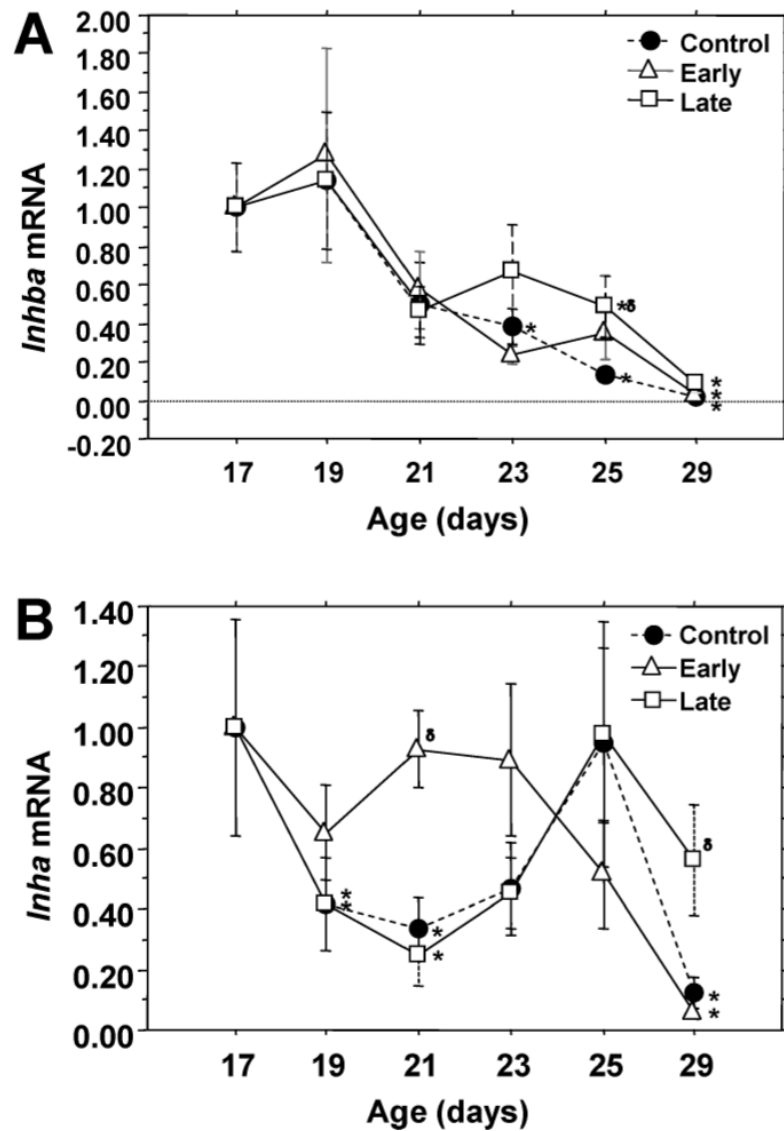 A
2.00
1.80
1.60
1.40
1.20
1.00
0.80
0.60
0.40
0.20
0.00
-0.20
Inhba mRNA
Control
Early
Late
*
*δ
*
*
*
*
17 19 21 23 25 29
Age (days)
B
1.40
1.20
1.00
0.80
0.60
0.40
0.20
0.00
Inha mRNA
Control
Early
Late
δ
*
*
*
*
δ
*
*
17 19 21 23 25 29
Age (days)